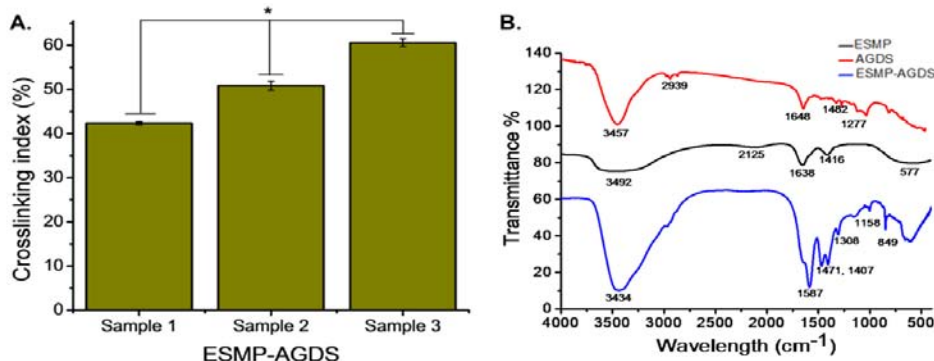 A.
*
Crosslinking index (%)
60
50
40
30
20
10
0
Sample 1 Sample 2 Sample 3
ESMP-AGDS
B.
ESMP
AGDS
ESMP-AGDS
Transmittance %
140
120
100
80
60
40
20
0
3457
2939
1648
1482
1277
3492
2125
1638
1416
577
3434
1587
1471, 1407
1308
1158
849
4000 3500 3000 2500 2000 1500 1000 500
Wavelength (cm⁻¹)